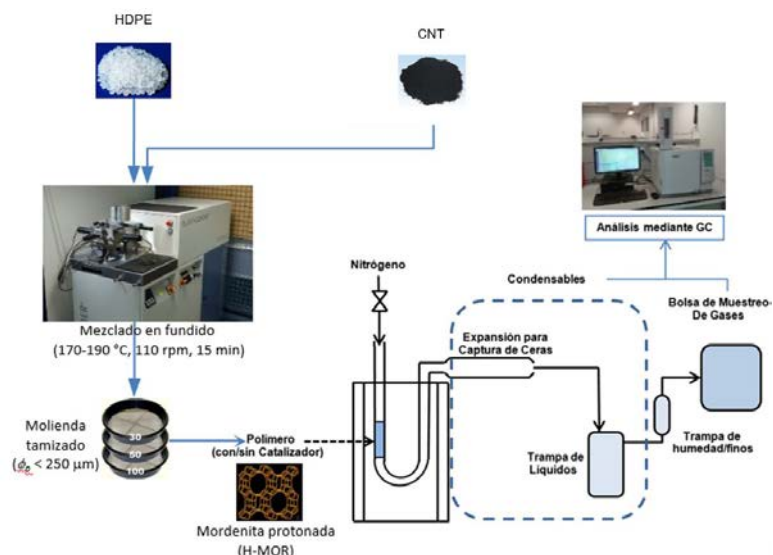 HDPE
CNT
Mezclado en fundido
(170-190 °C, 110 rpm, 15 min)
Molienda
tamizado
(ϕe < 250 μm)
30
50
100
Polímero
(con/sin Catalizador)
Mordenita protonada
(H-MOR)
Nitrógeno
Expansión para
Captura de Ceras
Condensables
Análisis mediante GC
Bolsa de Muestreo-
De Gases
Trampa de
Líquidos
Trampa de
humedad/finos